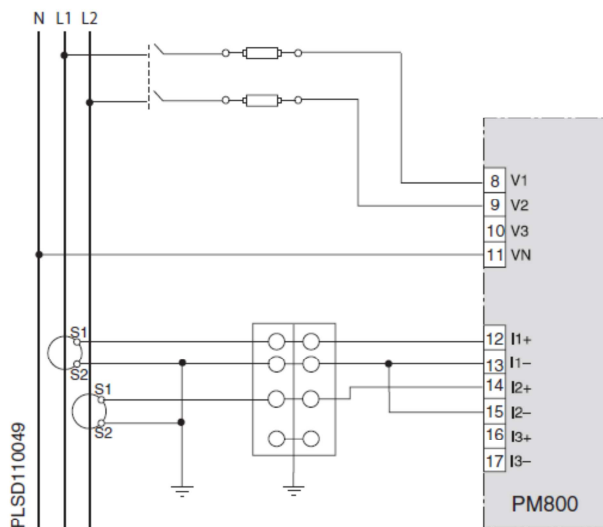 N L1 L2
8 V1
9 V2
10 V3
11 VN
S1
S2
S1
S2
12 I1+
13 I1–
14 I2+
15 I2–
16 I3+
17 I3–
PM800
PLSD110049